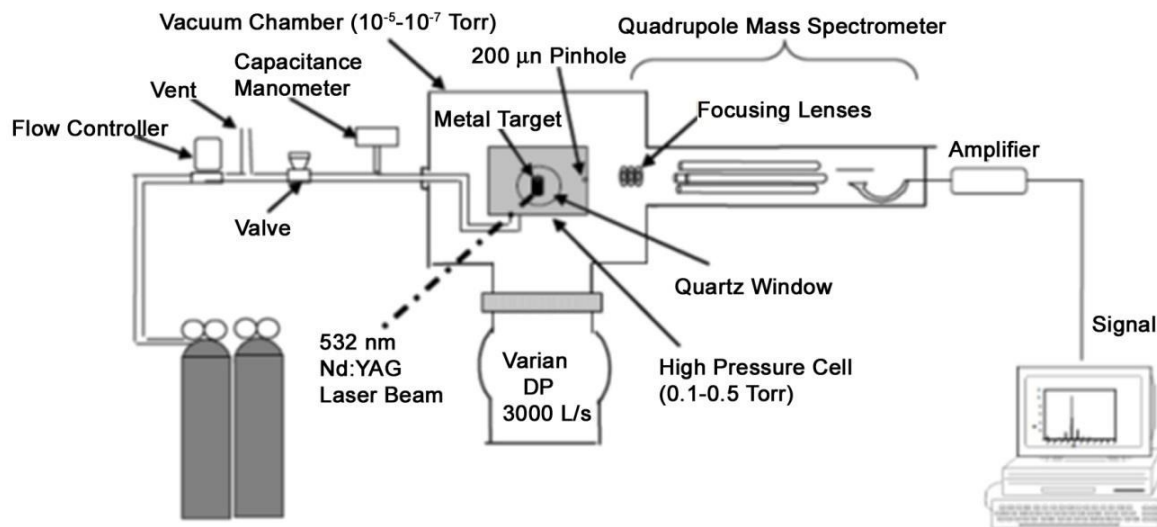 Vacuum Chamber (10⁻⁵-10⁻⁷ Torr)
Quadrupole Mass Spectrometer
Capacitance
Manometer
200 μn Pinhole
Vent
Flow Controller
Metal Target
Focusing Lenses
Amplifier
Valve
Quartz Window
532 nm
Nd:YAG
Laser Beam
Varian
DP
3000 L/s
High Pressure Cell
(0.1-0.5 Torr)
Signal